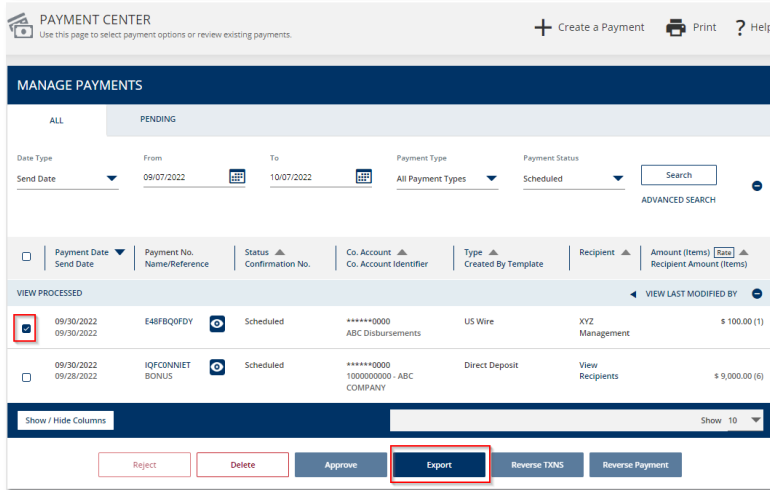 PAYMENT CENTER
Use this page to select payment options or review existing payments.
Create a Payment
Print
Help
MANAGE PAYMENTS
ALL
PENDING
Date Type
From
To
Payment Type
Payment Status
Send Date
09/07/2022
10/07/2022
All Payment Types
Scheduled
Search
ADVANCED SEARCH
Payment Date
Send Date
Payment No.
Name/Reference
Status
Confirmation No.
Co. Account
Co. Account Identifier
Type
Created By Template
Recipient
Amount (Items) Rate
Recipient Amount (Items)
VIEW PROCESSED
VIEW LAST MODIFIED BY
09/30/2022
09/30/2022
E48FBQ0FDY
Scheduled
******0000
ABC Disbursements
US Wire
XYZ
Management
$ 100.00 (1)
09/30/2022
09/28/2022
IQFC0NNIET
BONUS
Scheduled
******0000
1000000000 - ABC
COMPANY
Direct Deposit
View
Recipients
$ 9,000.00 (6)
Show / Hide Columns
Show 10
Reject
Delete
Approve
Export
Reverse TXNS
Reverse Payment